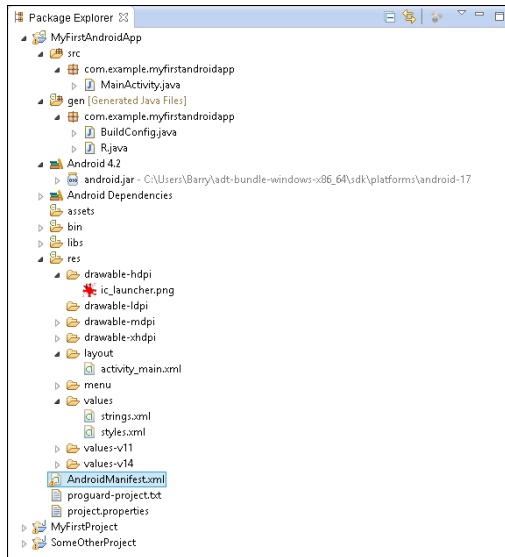 Package Explorer
MyFirstAndroidApp
src
com.example.myfirstandroidapp
MainActivity.java
gen [Generated Java Files]
com.example.myfirstandroidapp
BuildConfig.java
R.java
Android 4.2
android.jar - C:\Users\Barry\adt-bundle-windows-x86_64\sdk\platforms\android-17
Android Dependencies
assets
bin
libs
res
drawable-hdpi
ic_launcher.png
drawable-ldpi
drawable-mdpi
drawable-xhdpi
layout
activity_main.xml
menu
values
strings.xml
styles.xml
values-v11
values-v14
AndroidManifest.xml
proguard-project.txt
project.properties
MyFirstProject
SomeOtherProject